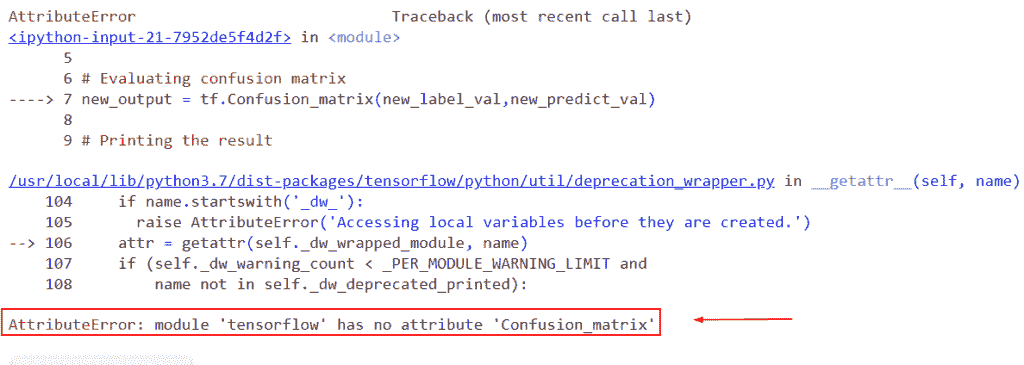 AttributeError Traceback (most recent call last)
<ipython-input-21-7952de5f4d2f> in <module>
5
6 # Evaluating confusion matrix
----> 7 new_output = tf.Confusion_matrix(new_label_val,new_predict_val)
8
9 # Printing the result
/usr/local/lib/python3.7/dist-packages/tensorflow/python/util/deprecation_wrapper.py in __getattr__(self, name)
104 if name.startswith('_dw_'):
105 raise AttributeError('Accessing local variables before they are created.')
--> 106 attr = getattr(self._dw_wrapped_module, name)
107 if (self._dw_warning_count < _PER_MODULE_WARNING_LIMIT and
108 name not in self._dw_deprecated_printed):
AttributeError: module 'tensorflow' has no attribute 'Confusion_matrix'